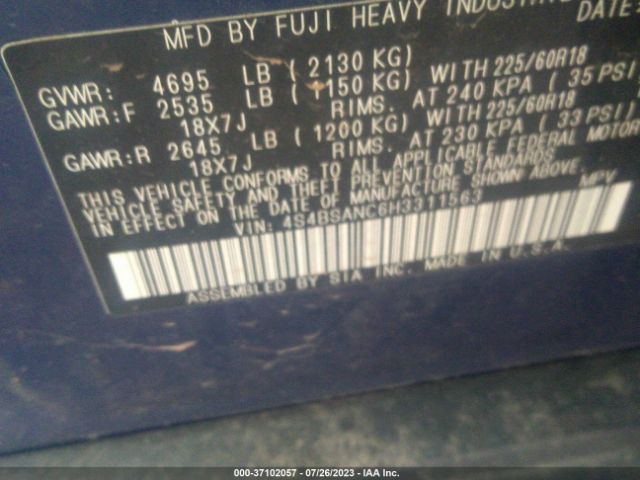 MFD BY FUJI HEAVY
DATE:
GVWR: 4695 LB ( 2130 KG)
GAWR:F 2535 LB ( 1150 KG) WITH 225/60R18
18X7J RIMS. AT 240 KPA ( 35 PSI)
GAWR:R 2645 LB ( 1200 KG) WITH 225/60R18
18X7J RIMS. AT 230 KPA ( 33 PSI)
THIS VEHICLE CONFORMS TO ALL APPLICABLE FEDERAL MOTOR
VEHICLE SAFETY AND THEFT PREVENTION STANDARDS
IN EFFECT ON THE DATE OF MANUFACTURE SHOWN ABOVE.
VIN: 4S4BSANC6H3311563 MPV
ASSEMBLED BY SIA INC. MADE IN U.S.A.
000-37102057 - 07/26/2023 - IAA Inc.